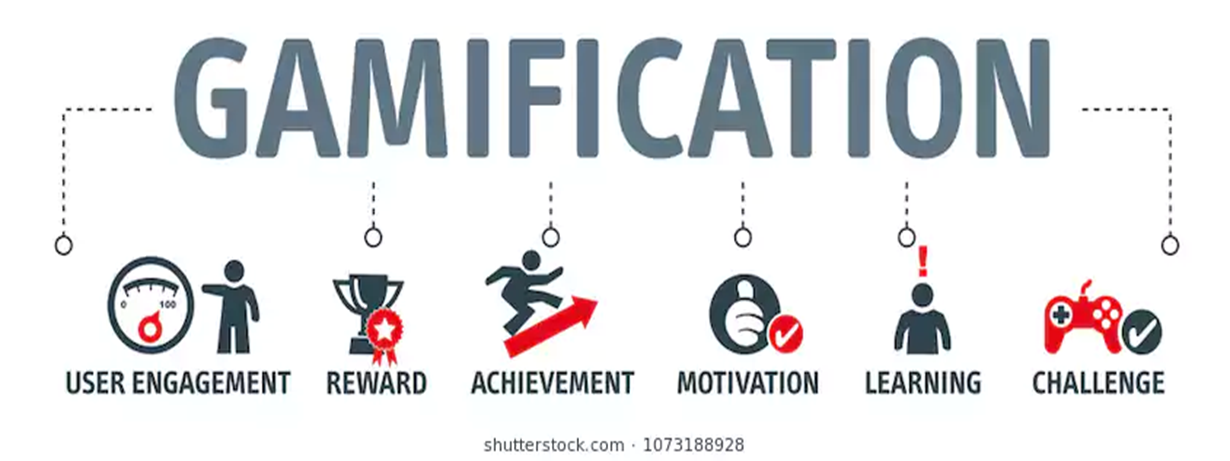 GAMIFICATION
0 100
USER ENGAGEMENT REWARD ACHIEVEMENT MOTIVATION LEARNING CHALLENGE
shutterstock.com · 1073188928